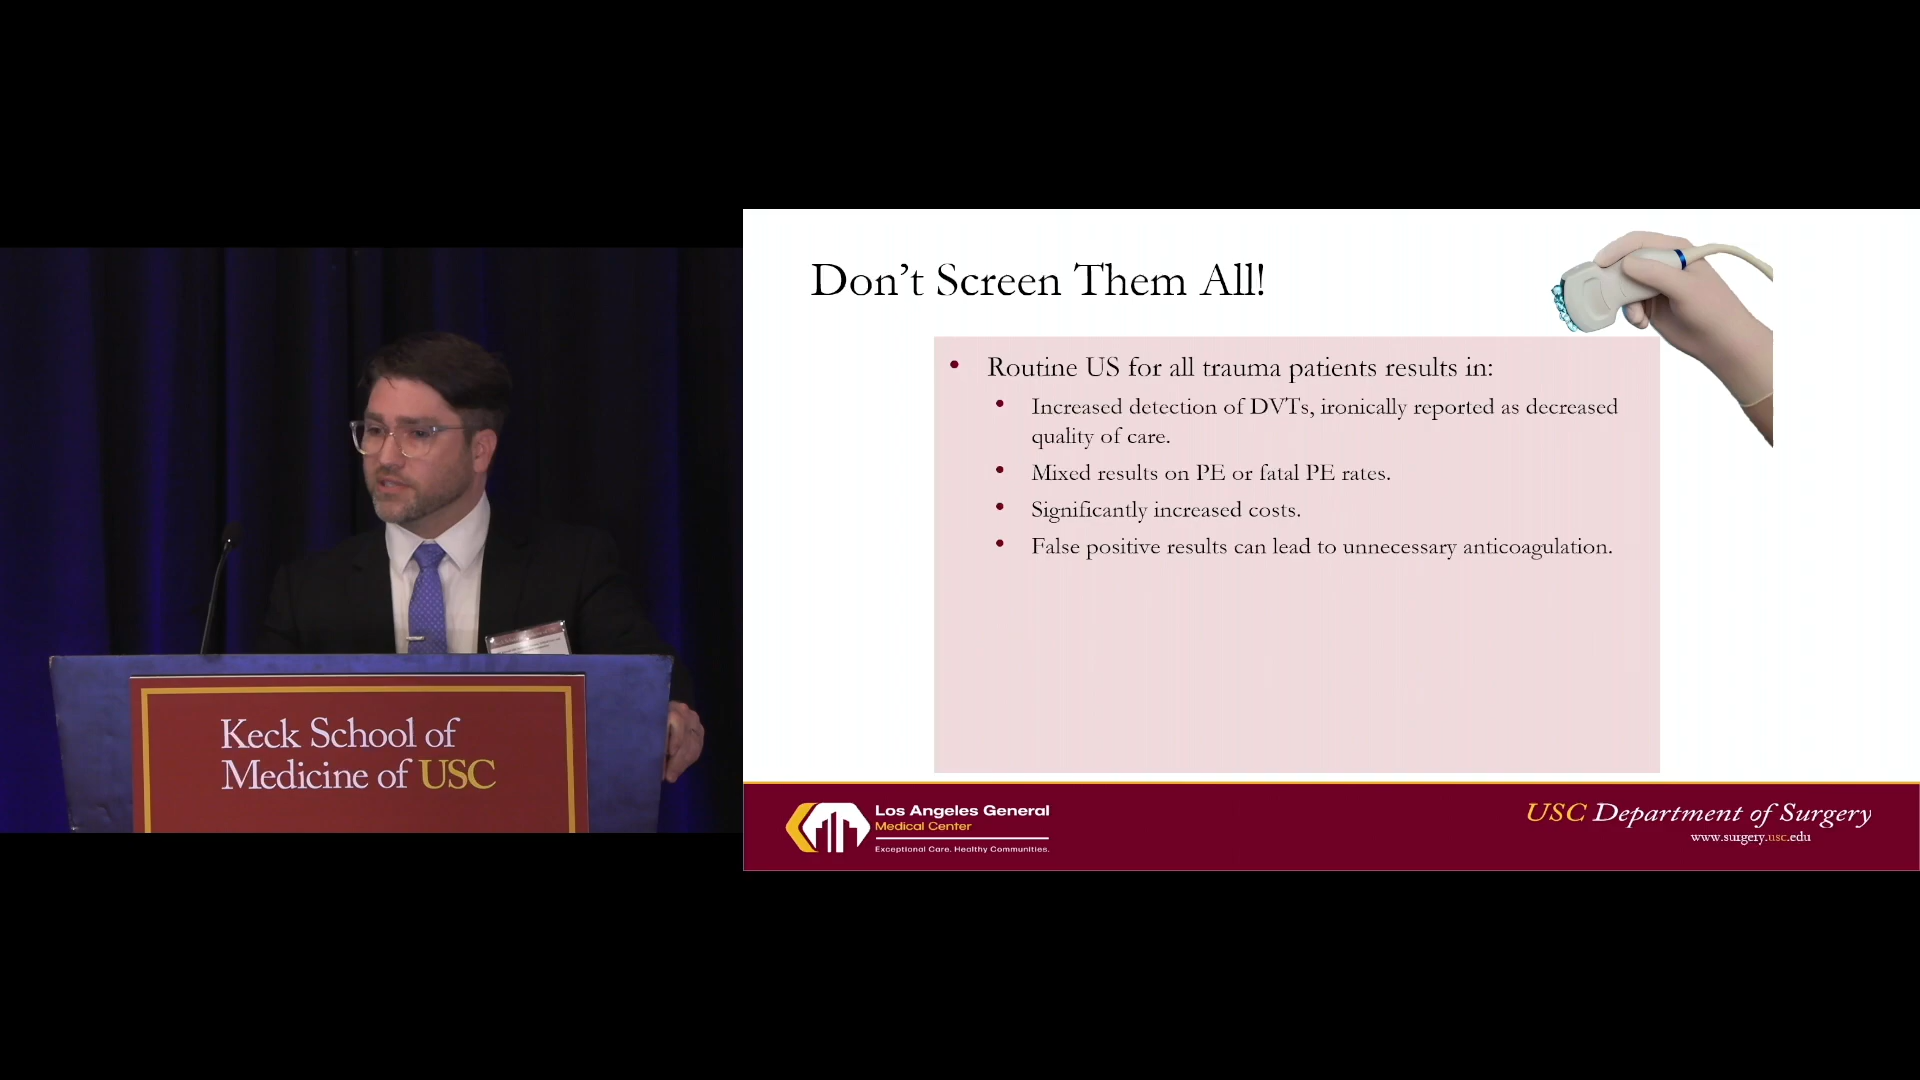 Don't Screen Them All!
Routine US for all trauma patients results in:
Increased detection of DVTs, ironically reported as decreased
quality of care.
Mixed results on PE or fatal PE rates.
Significantly increased costs.
False positive results can lead to unnecessary anticoagulation.
Keck School of
Medicine of USC
Los Angeles General
Medical Center
Exceptional Care. Healthy Communities.
USC Department of Surgery
www.surgery.usc.edu